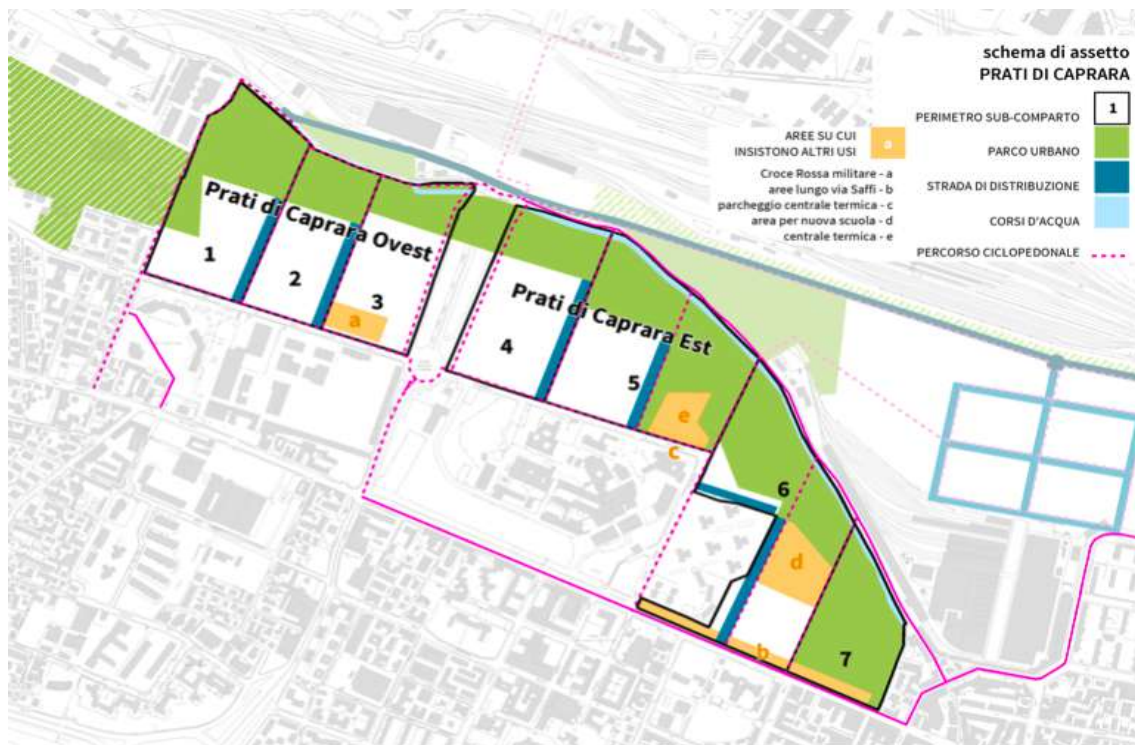 schema di assetto
PRATI DI CAPRARA
1
PERIMETRO SUB-COMPARTO
AREE SU CUI
INSISTONO ALTRI USI
a
PARCO URBANO
Croce Rossa militare - a
aree lungo via Saffi - b
parcheggio centrale termica - c
area per nuova scuola - d
centrale termica - e
STRADA DI DISTRIBUZIONE
CORSI D'ACQUA
PERCORSO CICLOPEDONALE
Prati di Caprara Ovest
1
2
3
a
Prati di Caprara Est
4
5
e
c
6
d
b
7